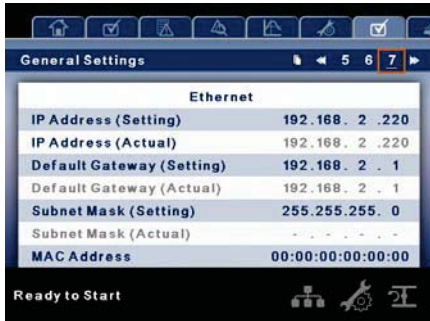 General Settings 5 6 7
Ethernet
IP Address (Setting) 192.168. 2 .220
IP Address (Actual) 192.168. 2 .220
Default Gateway (Setting) 192.168. 2 . 1
Default Gateway (Actual) 192.168. 2 . 1
Subnet Mask (Setting) 255.255.255. 0
Subnet Mask (Actual) - . - . - . -
MAC Address 00:00:00:00:00:00
Ready to Start